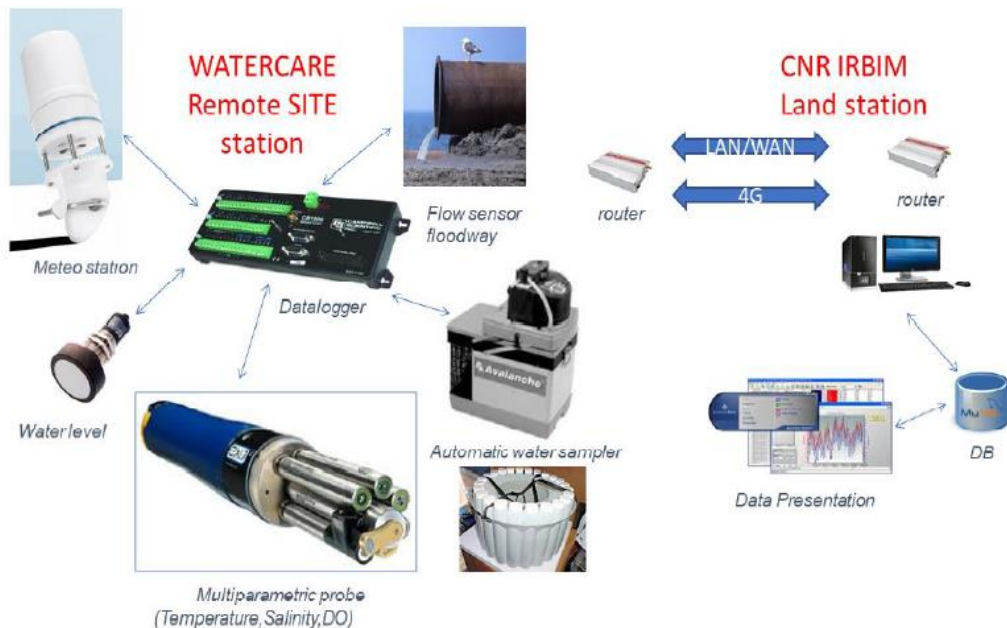 WATERCARE
Remote SITE
station
CNR IRBIM
Land station
LAN/WAN
4G
router
router
Meteo station
Flow sensor
floodway
Datalogger
Avalanche
Water level
Automatic water sampler
Data Presentation
DB
Multiparametric probe
(Temperature,Salinity,DO)